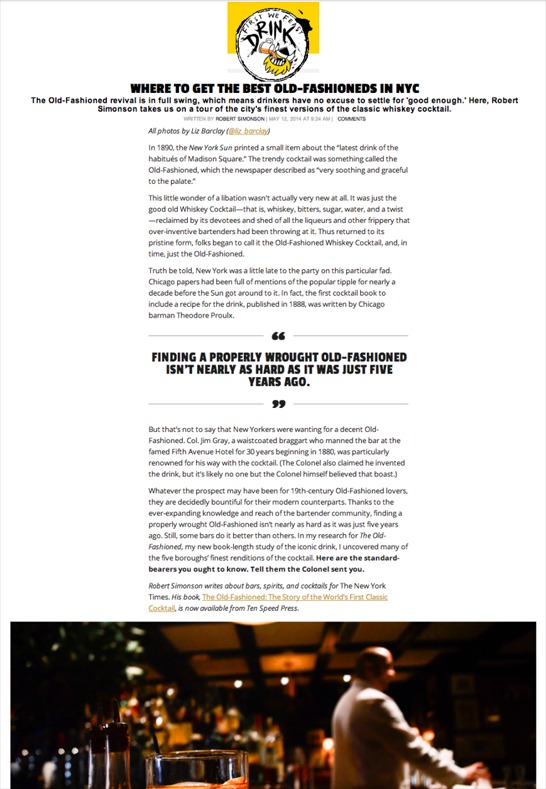 FIRST WE FEAST
DRINK
WHERE TO GET THE BEST OLD-FASHIONEDS IN NYC
The Old-Fashioned revival is in full swing, which means drinkers have no excuse to settle for 'good enough.' Here, Robert
Simonson takes us on a tour of the city's finest versions of the classic whiskey cocktail.
WRITTEN BY ROBERT SIMONSON | MAY 12, 2014 AT 9:24 AM | COMMENTS
All photos by Liz Barclay (@liz_barclay)
In 1890, the New York Sun printed a small item about the “latest drink of the
habitués of Madison Square.” The trendy cocktail was something called the
Old-Fashioned, which the newspaper described as “very soothing and graceful
to the palate.”
This little wonder of a libation wasn't actually very new at all. It was just the
good old Whiskey Cocktail—that is, whiskey, bitters, sugar, water, and a twist
—reclaimed by its devotees and shed of all the liqueurs and other frippery that
over-inventive bartenders had been throwing at it. Thus returned to its
pristine form, folks began to call it the Old-Fashioned Whiskey Cocktail, and, in
time, just the Old-Fashioned.
Truth be told, New York was a little late to the party on this particular fad.
Chicago papers had been full of mentions of the popular tipple for nearly a
decade before the Sun got around to it. In fact, the first cocktail book to
include a recipe for the drink, published in 1888, was written by Chicago
barman Theodore Proulx.
“
FINDING A PROPERLY WROUGHT OLD-FASHIONED
ISN'T NEARLY AS HARD AS IT WAS JUST FIVE
YEARS AGO.
”
But that's not to say that New Yorkers were wanting for a decent Old-
Fashioned. Col. Jim Gray, a waistcoated braggart who manned the bar at the
famed Fifth Avenue Hotel for 30 years beginning in 1880, was particularly
renowned for his way with the cocktail. (The Colonel also claimed he invented
the drink, but it's likely no one but the Colonel himself believed that boast.)
Whatever the prospect may have been for 19th-century Old-Fashioned lovers,
they are decidedly bountiful for their modern counterparts. Thanks to the
ever-expanding knowledge and reach of the bartender community, finding a
properly wrought Old-Fashioned isn't nearly as hard as it was just five years
ago. Still, some bars do it better than others. In my research for The Old-
Fashioned, my new book-length study of the iconic drink, I uncovered many of
the five boroughs' finest renditions of the cocktail. Here are the standard-
bearers you ought to know. Tell them the Colonel sent you.
Robert Simonson writes about bars, spirits, and cocktails for The New York
Times. His book, The Old-Fashioned: The Story of the World's First Classic
Cocktail, is now available from Ten Speed Press.